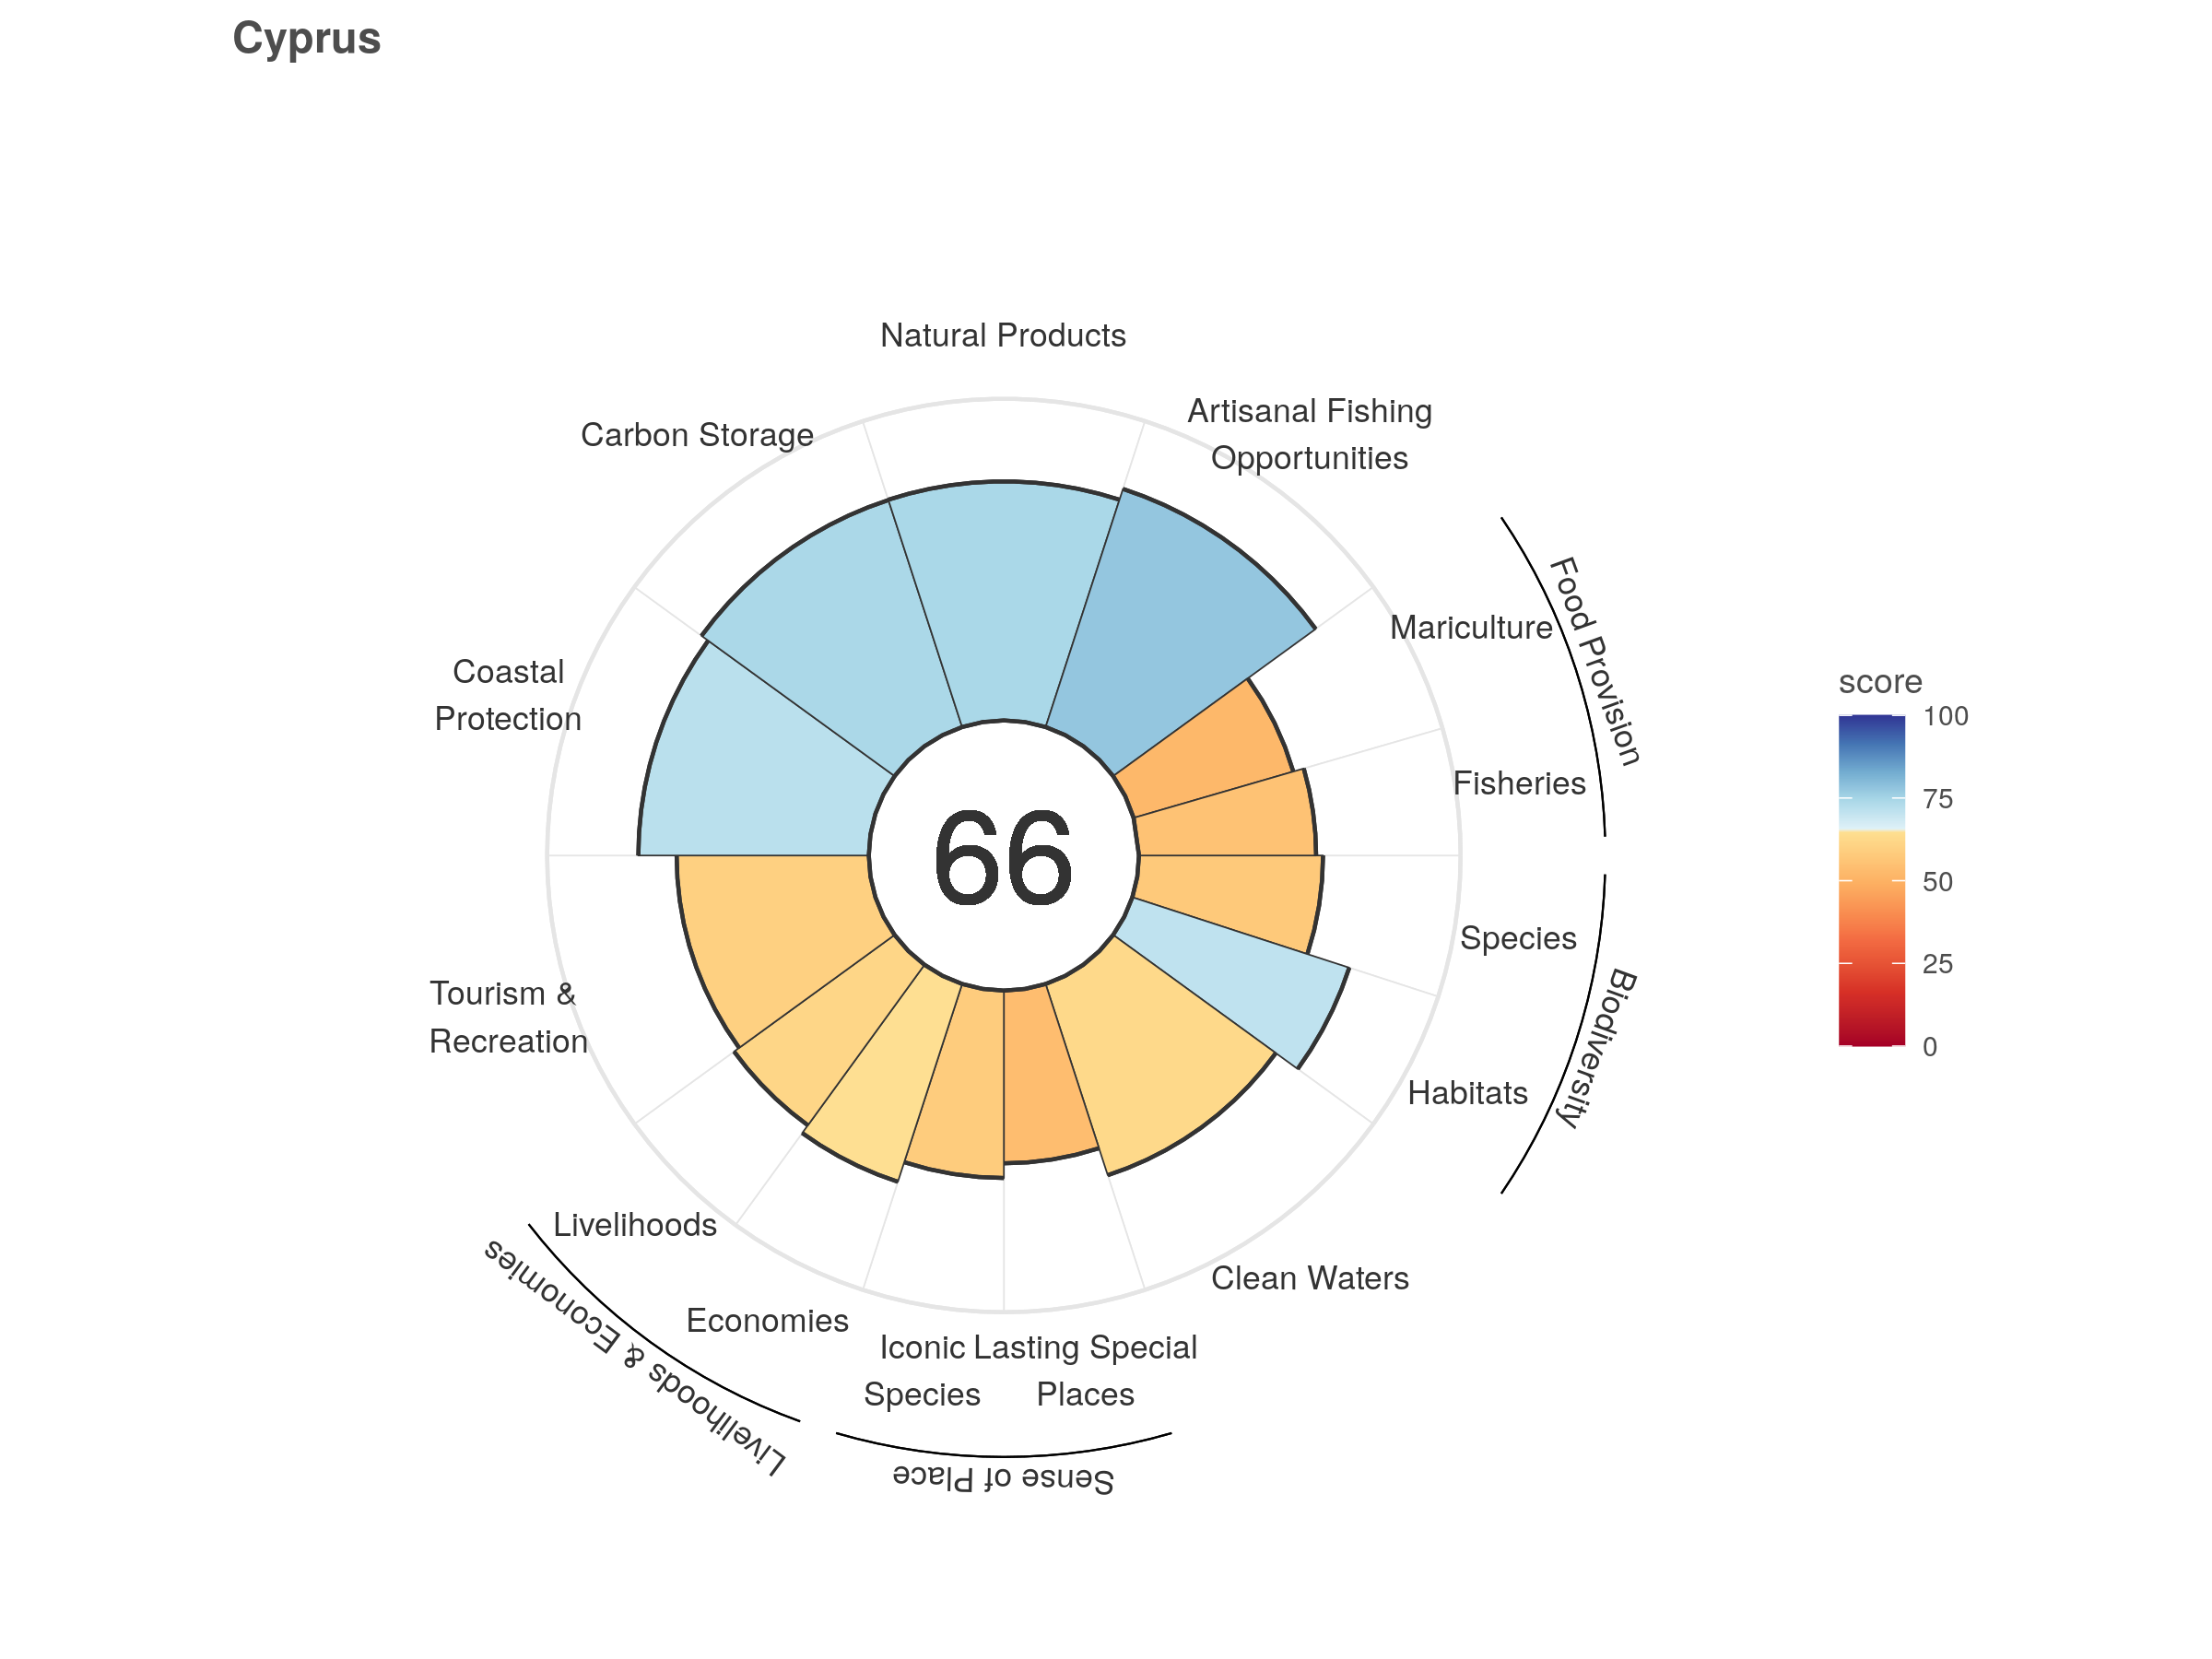 Cyprus
Natural Products
Artisanal Fishing
Opportunities
Carbon Storage
Food Provision
Mariculture
Coastal
Protection
Fisheries
score
100
75
50
25
0
66
Species
Biodiversity
Tourism &
Recreation
Habitats
Livelihoods
Livelihoods & Economies
Clean Waters
Economies
Iconic
Species
Lasting Special
Places
Sense of Place